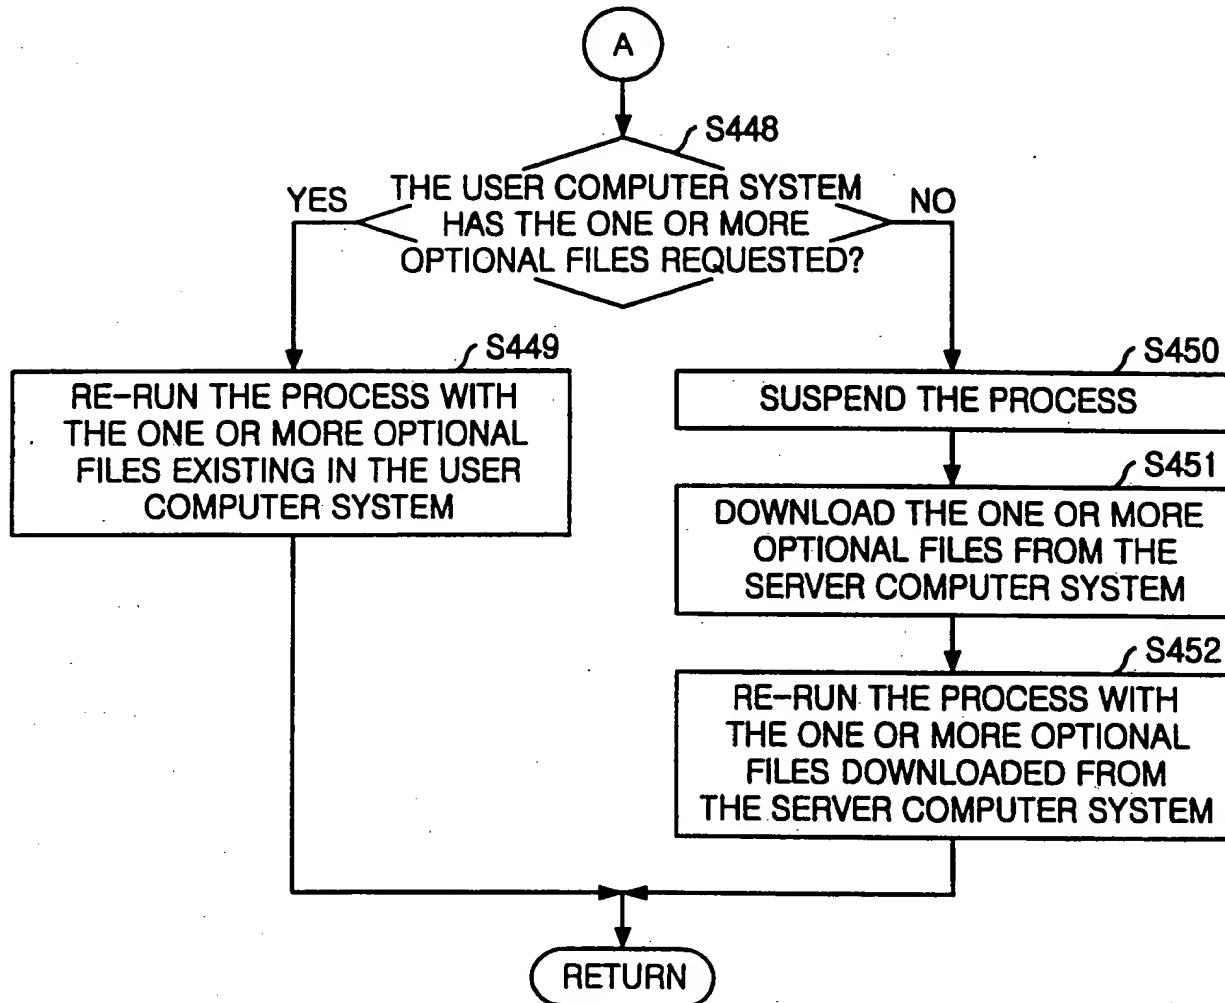 A
S448
THE USER COMPUTER SYSTEM
HAS THE ONE OR MORE
OPTIONAL FILES REQUESTED?
YES
NO
S449
RE-RUN THE PROCESS WITH
THE ONE OR MORE OPTIONAL
FILES EXISTING IN THE USER
COMPUTER SYSTEM
S450
SUSPEND THE PROCESS
S451
DOWNLOAD THE ONE OR MORE
OPTIONAL FILES FROM THE
SERVER COMPUTER SYSTEM
S452
RE-RUN THE PROCESS WITH
THE ONE OR MORE OPTIONAL
FILES DOWNLOADED FROM
THE SERVER COMPUTER SYSTEM
RETURN